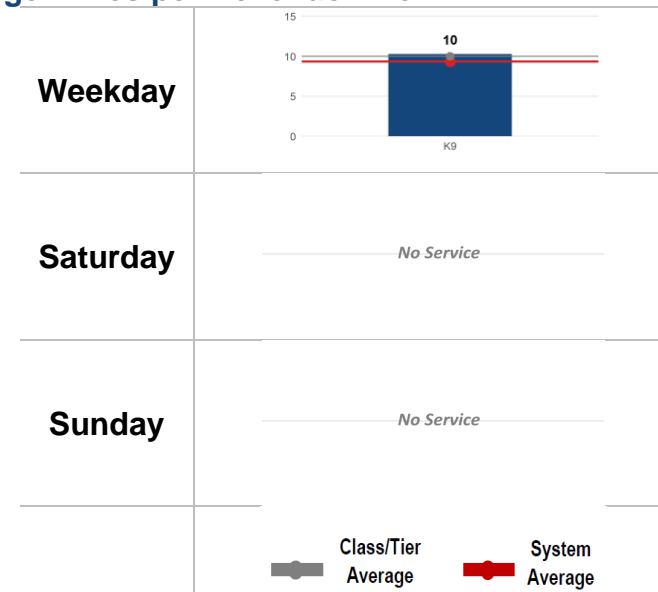 Weekday
15
10
10
5
0
K9
Saturday
No Service
Sunday
No Service
Class/Tier
Average
System
Average